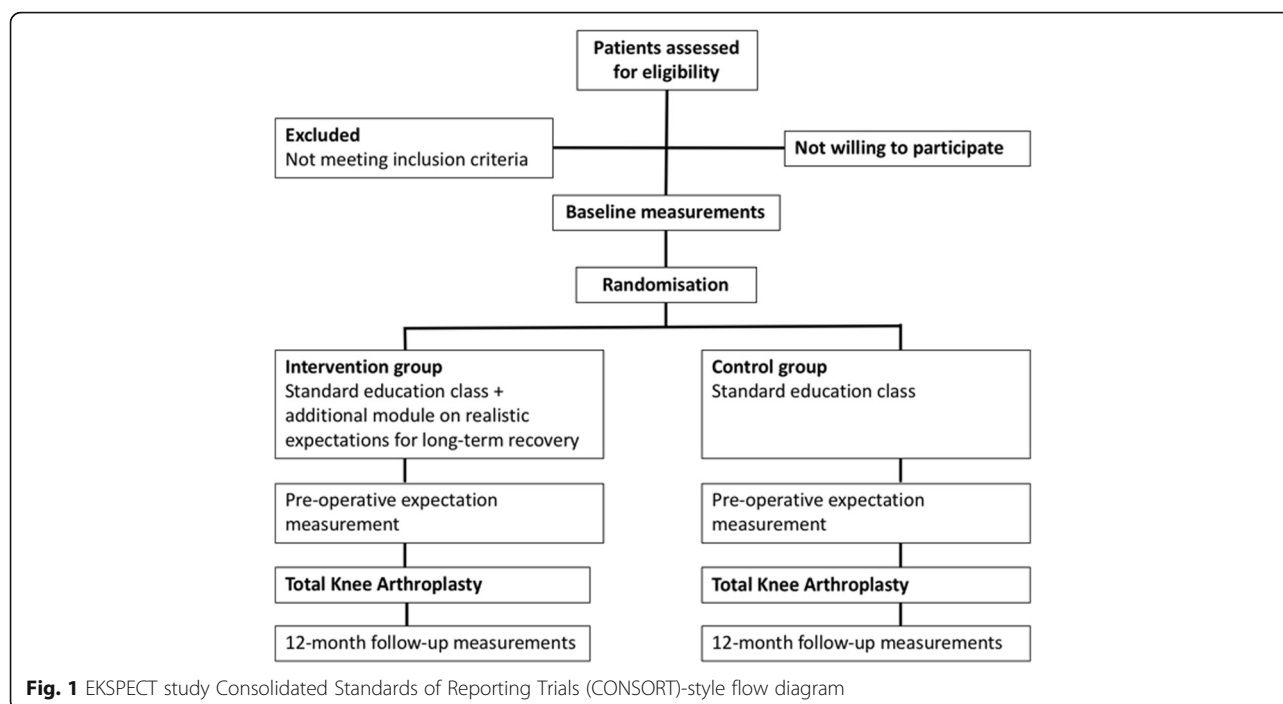 Patients assessed
for eligibility
Excluded
Not meeting inclusion criteria
Not willing to participate
Baseline measurements
Randomisation
Intervention group
Standard education class +
additional module on realistic
expectations for long-term recovery
Control group
Standard education class
Pre-operative expectation
measurement
Pre-operative expectation
measurement
Total Knee Arthroplasty
Total Knee Arthroplasty
12-month follow-up measurements
12-month follow-up measurements
Fig. 1 EKSPECT study Consolidated Standards of Reporting Trials (CONSORT)-style flow diagram